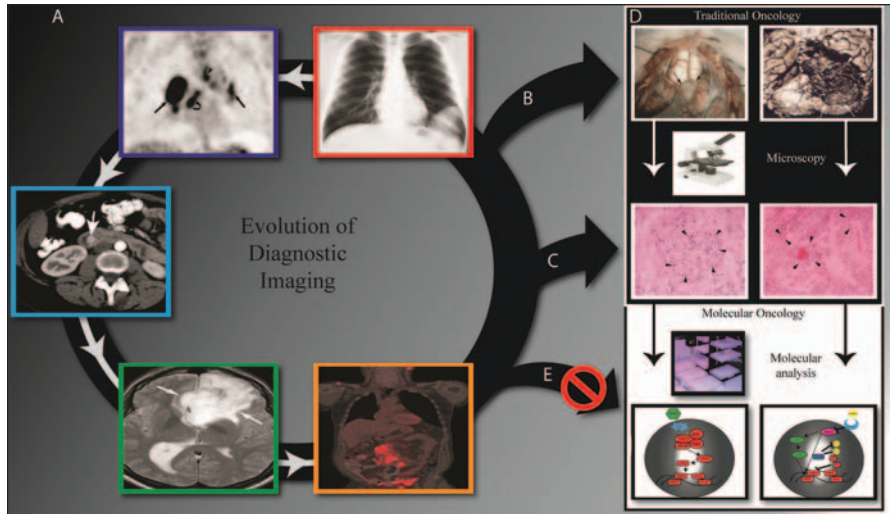 A
D
Traditional Oncology
B
Microscopy
Evolution of
Diagnostic
Imaging
C
Molecular Oncology
E
Molecular
analysis